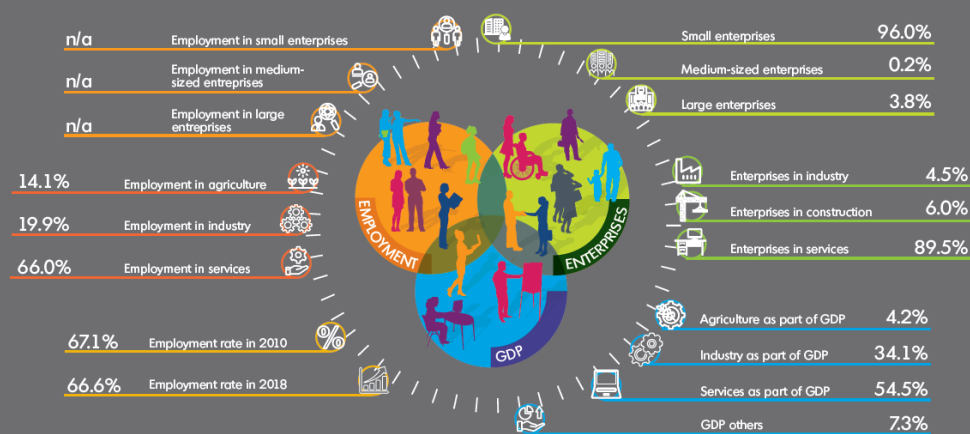 n/a Employment in small enterprises
n/a Employment in medium-
sized entreprises
n/a Employment in large
entreprises
14.1% Employment in agriculture
19.9% Employment in industry
66.0% Employment in services
67.1% Employment rate in 2010
66.6% Employment rate in 2018
EMPLOYMENT
ENTERPRISES
GDP
Small enterprises 96.0%
Medium-sized enterprises 0.2%
Large enterprises 3.8%
Enterprises in industry 4.5%
Enterprises in construction 6.0%
Enterprises in services 89.5%
Agriculture as part of GDP 4.2%
Industry as part of GDP 34.1%
Services as part of GDP 54.5%
GDP others 7.3%